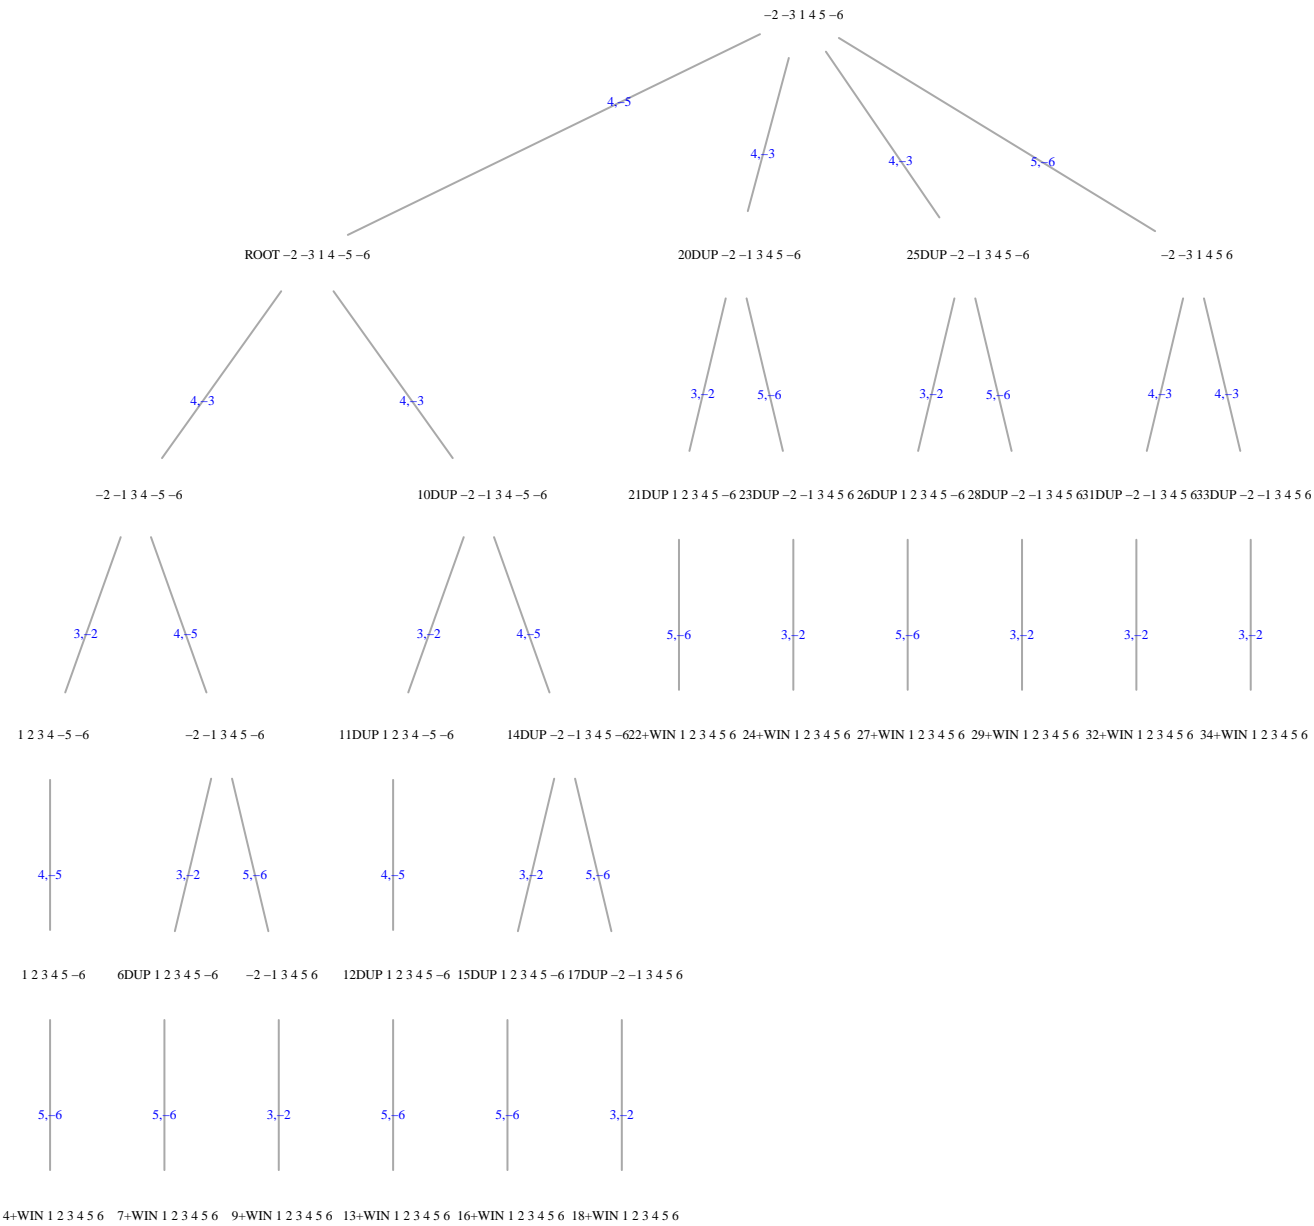 −2 −3 1 4 5 −6
4,−5
4,−3
4,−3
5,−6
ROOT −2 −3 1 4 −5 −6
20DUP −2 −1 3 4 5 −6
25DUP −2 −1 3 4 5 −6
−2 −3 1 4 5 6
4,−3
4,−3
3,−2
5,−6
3,−2
5,−6
4,−3
4,−3
−2 −1 3 4 −5 −6
10DUP −2 −1 3 4 −5 −6
21DUP 1 2 3 4 5 −6
23DUP −2 −1 3 4 5 6
26DUP 1 2 3 4 5 −6
28DUP −2 −1 3 4 5 6
31DUP −2 −1 3 4 5 6
33DUP −2 −1 3 4 5 6
3,−2
4,−5
3,−2
4,−5
5,−6
3,−2
5,−6
3,−2
3,−2
3,−2
1 2 3 4 −5 −6
−2 −1 3 4 5 −6
11DUP 1 2 3 4 −5 −6
14DUP −2 −1 3 4 5 −6
22+WIN 1 2 3 4 5 6
24+WIN 1 2 3 4 5 6
27+WIN 1 2 3 4 5 6
29+WIN 1 2 3 4 5 6
32+WIN 1 2 3 4 5 6
34+WIN 1 2 3 4 5 6
4,−5
3,−2
5,−6
4,−5
3,−2
5,−6
1 2 3 4 5 −6
6DUP 1 2 3 4 5 −6
−2 −1 3 4 5 6
12DUP 1 2 3 4 5 −6
15DUP 1 2 3 4 5 −6
17DUP −2 −1 3 4 5 6
5,−6
5,−6
3,−2
5,−6
5,−6
3,−2
4+WIN 1 2 3 4 5 6
7+WIN 1 2 3 4 5 6
9+WIN 1 2 3 4 5 6
13+WIN 1 2 3 4 5 6
16+WIN 1 2 3 4 5 6
18+WIN 1 2 3 4 5 6